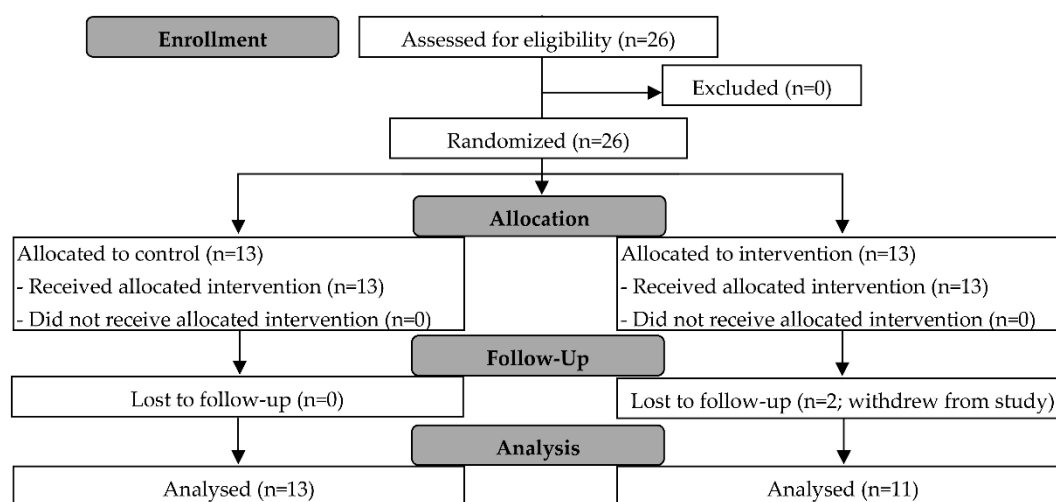 Enrollment
Assessed for eligibility (n=26)
Excluded (n=0)
Randomized (n=26)
Allocation
Allocated to control (n=13)
- Received allocated intervention (n=13)
- Did not receive allocated intervention (n=0)
Allocated to intervention (n=13)
- Received allocated intervention (n=13)
- Did not receive allocated intervention (n=0)
Follow-Up
Lost to follow-up (n=0)
Lost to follow-up (n=2; withdrew from study)
Analysis
Analysed (n=13)
Analysed (n=11)